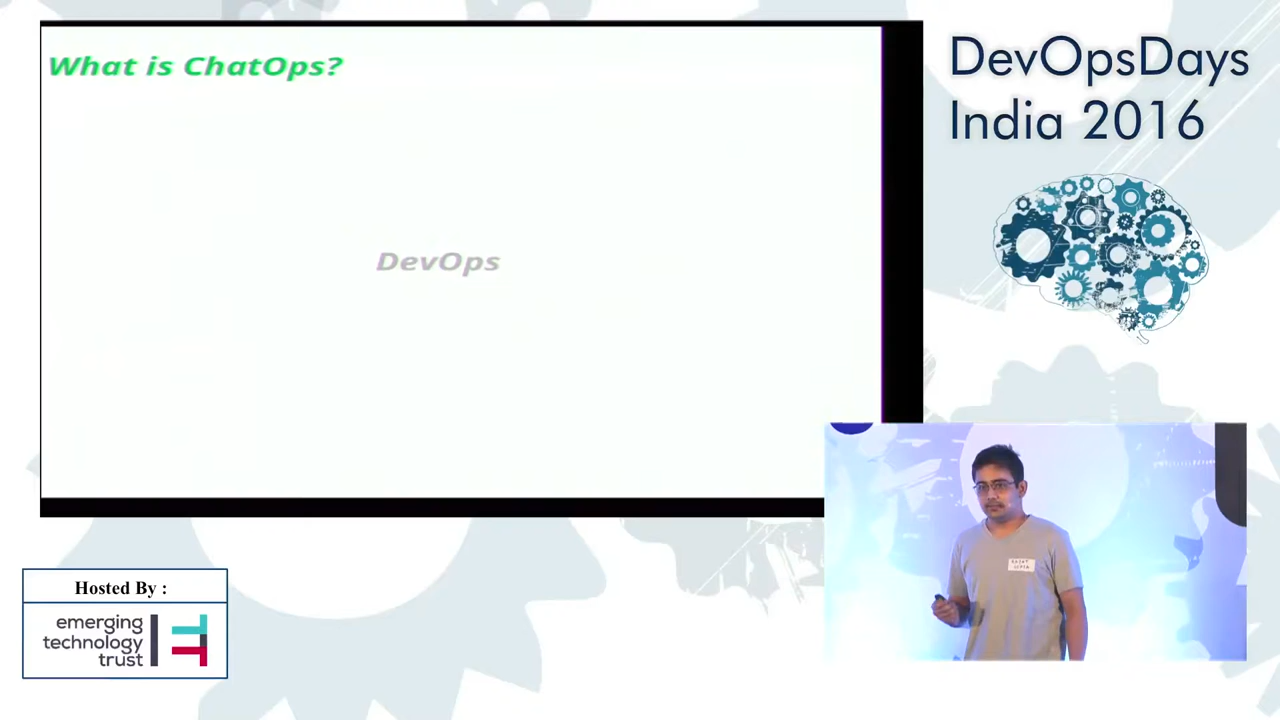 What is ChatOps?
DevOps
DevOpsDays
India 2016
Hosted By :
emerging
technology
trust